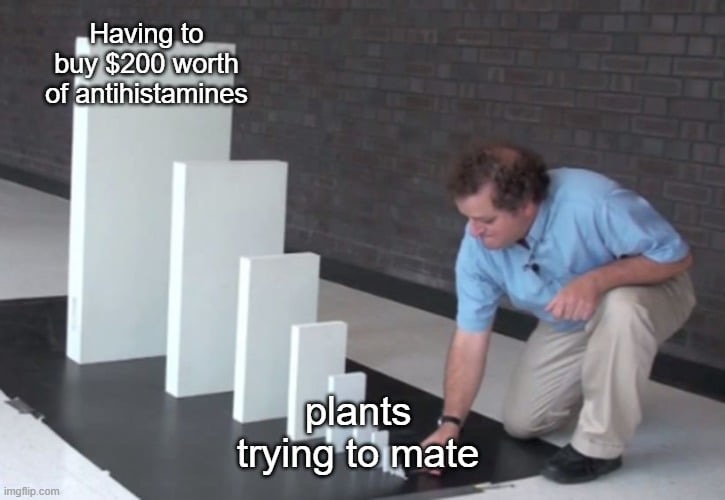 Having to
buy $200 worth
of antihistamines
plants
trying to mate
imgflip.com